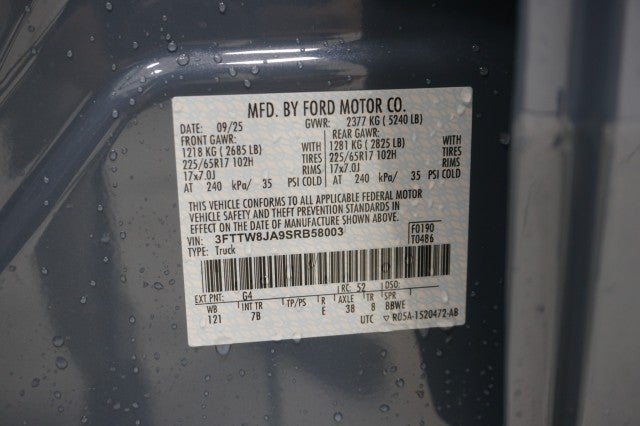 MFD. BY FORD MOTOR CO.
DATE: 09/25 GVWR: 2377 KG ( 5240 LB)
FRONT GAWR: REAR GAWR:
1218 KG ( 2685 LB) WITH 1281 KG ( 2825 LB) WITH
225/65R17 102H TIRES 225/65R17 102H TIRES
17x7.0J RIMS 17x7.0J RIMS
AT 240 kPa/ 35 PSI COLD AT 240 kPa/ 35 PSI COLD
THIS VEHICLE CONFORMS TO ALL APPLICABLE FEDERAL MOTOR
VEHICLE SAFETY AND THEFT PREVENTION STANDARDS IN
EFFECT ON THE DATE OF MANUFACTURE SHOWN ABOVE.
VIN: 3FTTW8JA9SRB58003 F0190
TYPE: Truck T0486
EXT PNT: G4 RC: 52 DSO:
WB INT TR TP/PS R AXLE TR SPR
121 7B E 38 8 BBWE
UTC R05A-1520472-AB